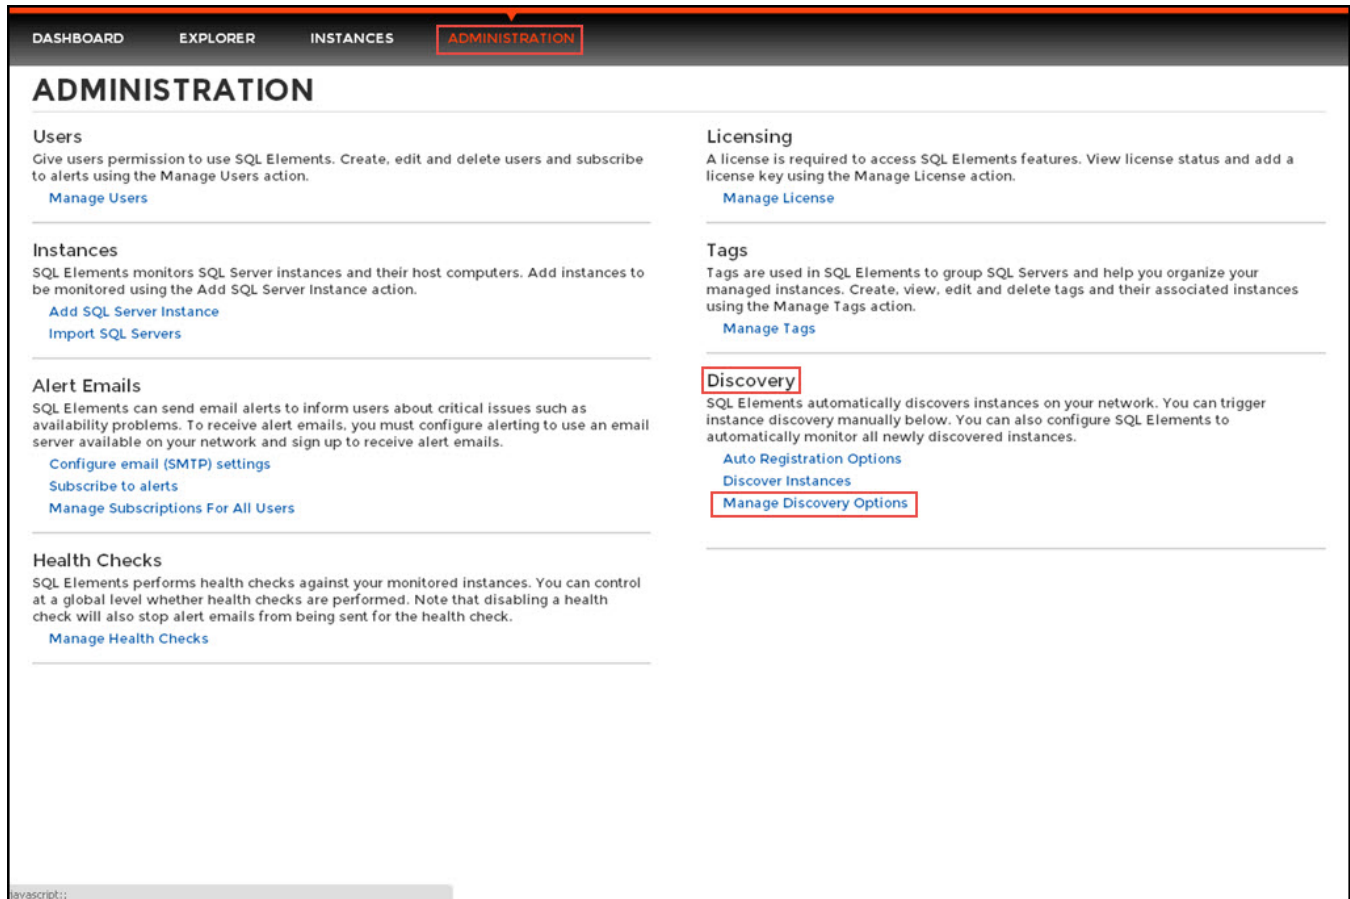 DASHBOARD EXPLORER INSTANCES ADMINISTRATION
ADMINISTRATION
Users
Give users permission to use SQL Elements. Create, edit and delete users and subscribe
to alerts using the Manage Users action.
Manage Users
Instances
SQL Elements monitors SQL Server instances and their host computers. Add instances to
be monitored using the Add SQL Server Instance action.
Add SQL Server Instance
Import SQL Servers
Alert Emails
SQL Elements can send email alerts to inform users about critical issues such as
availability problems. To receive alert emails, you must configure alerting to use an email
server available on your network and sign up to receive alert emails.
Configure email (SMTP) settings
Subscribe to alerts
Manage Subscriptions For All Users
Health Checks
SQL Elements performs health checks against your monitored instances. You can control
at a global level whether health checks are performed. Note that disabling a health
check will also stop alert emails from being sent for the health check.
Manage Health Checks
Licensing
A license is required to access SQL Elements features. View license status and add a
license key using the Manage License action.
Manage License
Tags
Tags are used in SQL Elements to group SQL Servers and help you organize your
managed instances. Create, view, edit and delete tags and their associated instances
using the Manage Tags action.
Manage Tags
Discovery
SQL Elements automatically discovers instances on your network. You can trigger
instance discovery manually below. You can also configure SQL Elements to
automatically monitor all newly discovered instances.
Auto Registration Options
Discover Instances
Manage Discovery Options
javascript:;